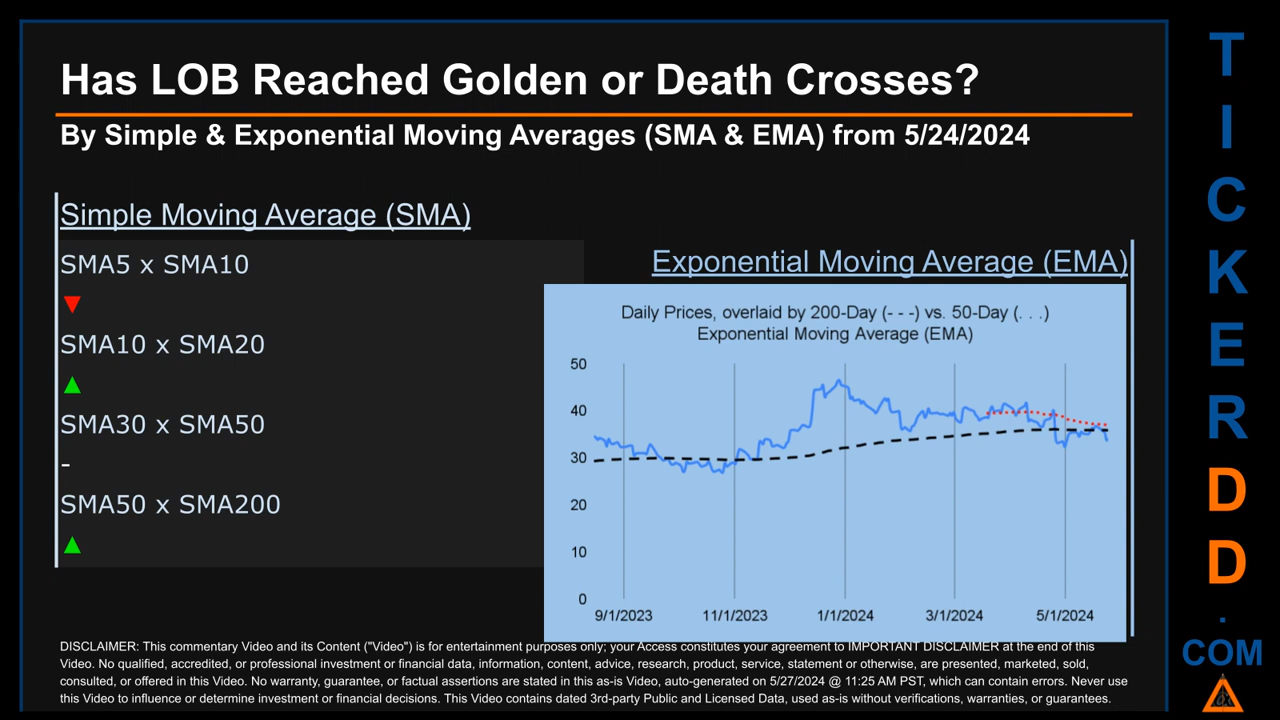 Has LOB Reached Golden or Death Crosses?
By Simple & Exponential Moving Averages (SMA & EMA) from 5/24/2024
Simple Moving Average (SMA)
SMA5 x SMA10
▼
SMA10 x SMA20
▲
SMA30 x SMA50
-
SMA50 x SMA200
▲
Exponential Moving Average (EMA)
Daily Prices, overlaid by 200-Day (- - -) vs. 50-Day (. . .)
Exponential Moving Average (EMA)
50
40
30
20
10
0
9/1/2023 11/1/2023 1/1/2024 3/1/2024 5/1/2024
DISCLAIMER: This commentary Video and its Content ("Video") is for entertainment purposes only; your Access constitutes your agreement to IMPORTANT DISCLAIMER at the end of this
Video. No qualified, accredited, or professional investment or financial data, information, content, advice, research, product, service, statement or otherwise, are presented, marketed, sold,
consulted, or offered in this Video. No warranty, guarantee, or factual assertions are stated in this as-is Video, auto-generated on 5/27/2024 @ 11:25 AM PST, which can contain errors. Never use
this Video to influence or determine investment or financial decisions. This Video contains dated 3rd-party Public and Licensed Data, used as-is without verifications, warranties, or guarantees.
T
I
C
K
E
R
D
D
.
COM